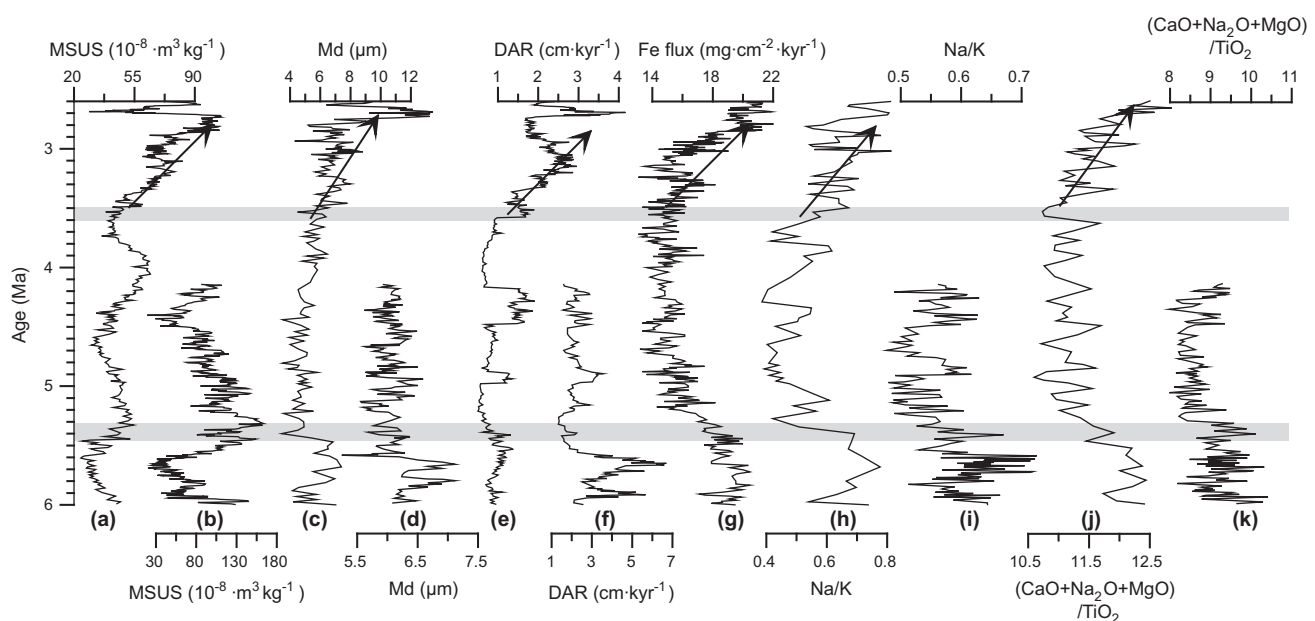 (CaO+Na2O+MgO)
/TiO2
MSUS (10-8 ·m3 kg-1)
Md (μm)
DAR (cm·kyr-1)
Fe flux (mg·cm-2·kyr-1)
Na/K
20 55 90
4 6 8 10 12
1 2 3 4
14 18 22
0.5 0.6 0.7
8 9 10 11
Age (Ma)
3
4
5
6
(a) (b) (c) (d) (e) (f) (g) (h) (i) (j) (k)
30 80 130 180
5.5 6.5 7.5
1 3 5 7
0.4 0.6 0.8
10.5 11.5 12.5
MSUS (10-8 ·m3 kg-1)
Md (μm)
DAR (cm·kyr-1)
Na/K
(CaO+Na2O+MgO)
/TiO2